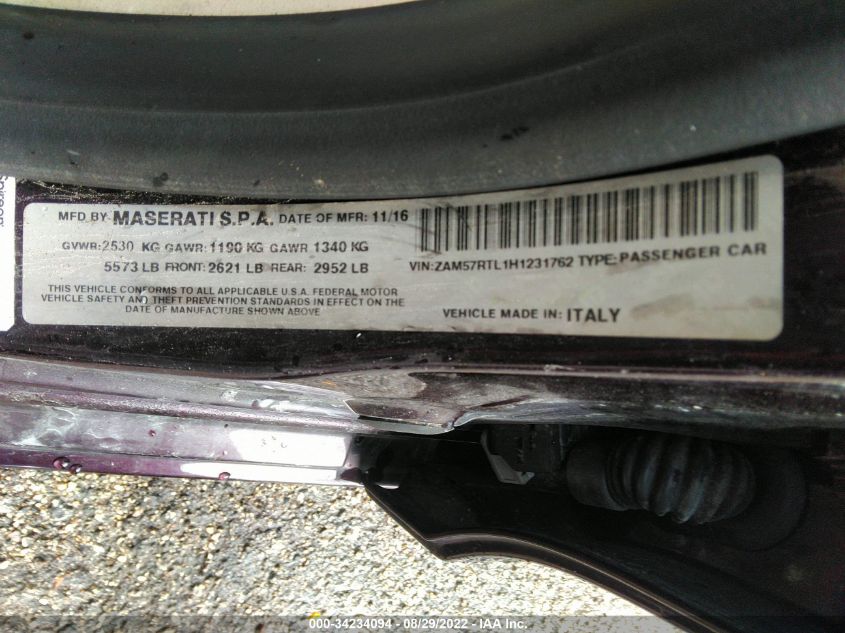 MFD BY MASERATI S.P.A. DATE OF MFR: 11/16
GVWR:2530 KG GAWR:1190 KG GAWR 1340 KG
5573 LB FRONT:2621 LB REAR: 2952 LB
VIN:ZAM57RTL1H1231762 TYPE:PASSENGER CAR
THIS VEHICLE CONFORMS TO ALL APPLICABLE U.S.A. FEDERAL MOTOR
VEHICLE SAFETY AND THEFT PREVENTION STANDARDS IN EFFECT ON THE
DATE OF MANUFACTURE SHOWN ABOVE
VEHICLE MADE IN: ITALY
000-34234094 - 08/29/2022 - IAA Inc.